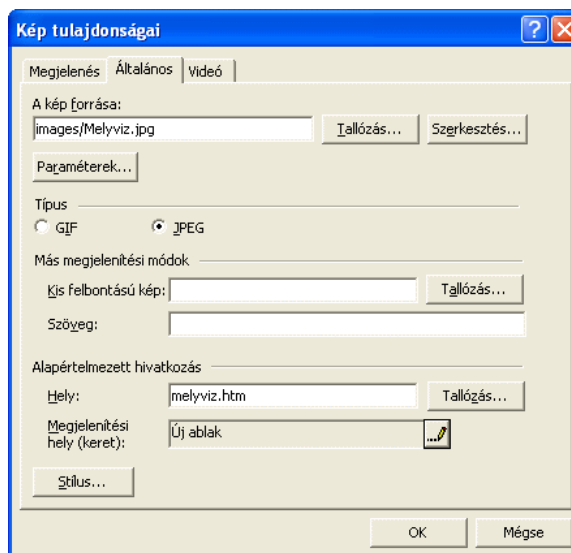 Kép tulajdonságai
Megjelenés Általános Videó
A kép forrása:
images/Melyviz.jpg Tallózás... Szerkesztés...
Paraméterek...
Típus
GIF JPEG
Más megjelenítési módok
Kis felbontású kép: Tallózás...
Szöveg:
Alapértelmezett hivatkozás
Hely: melyviz.htm Tallózás...
Megjelenítési
hely (keret): Új ablak ...
Stílus...
OK Mégse